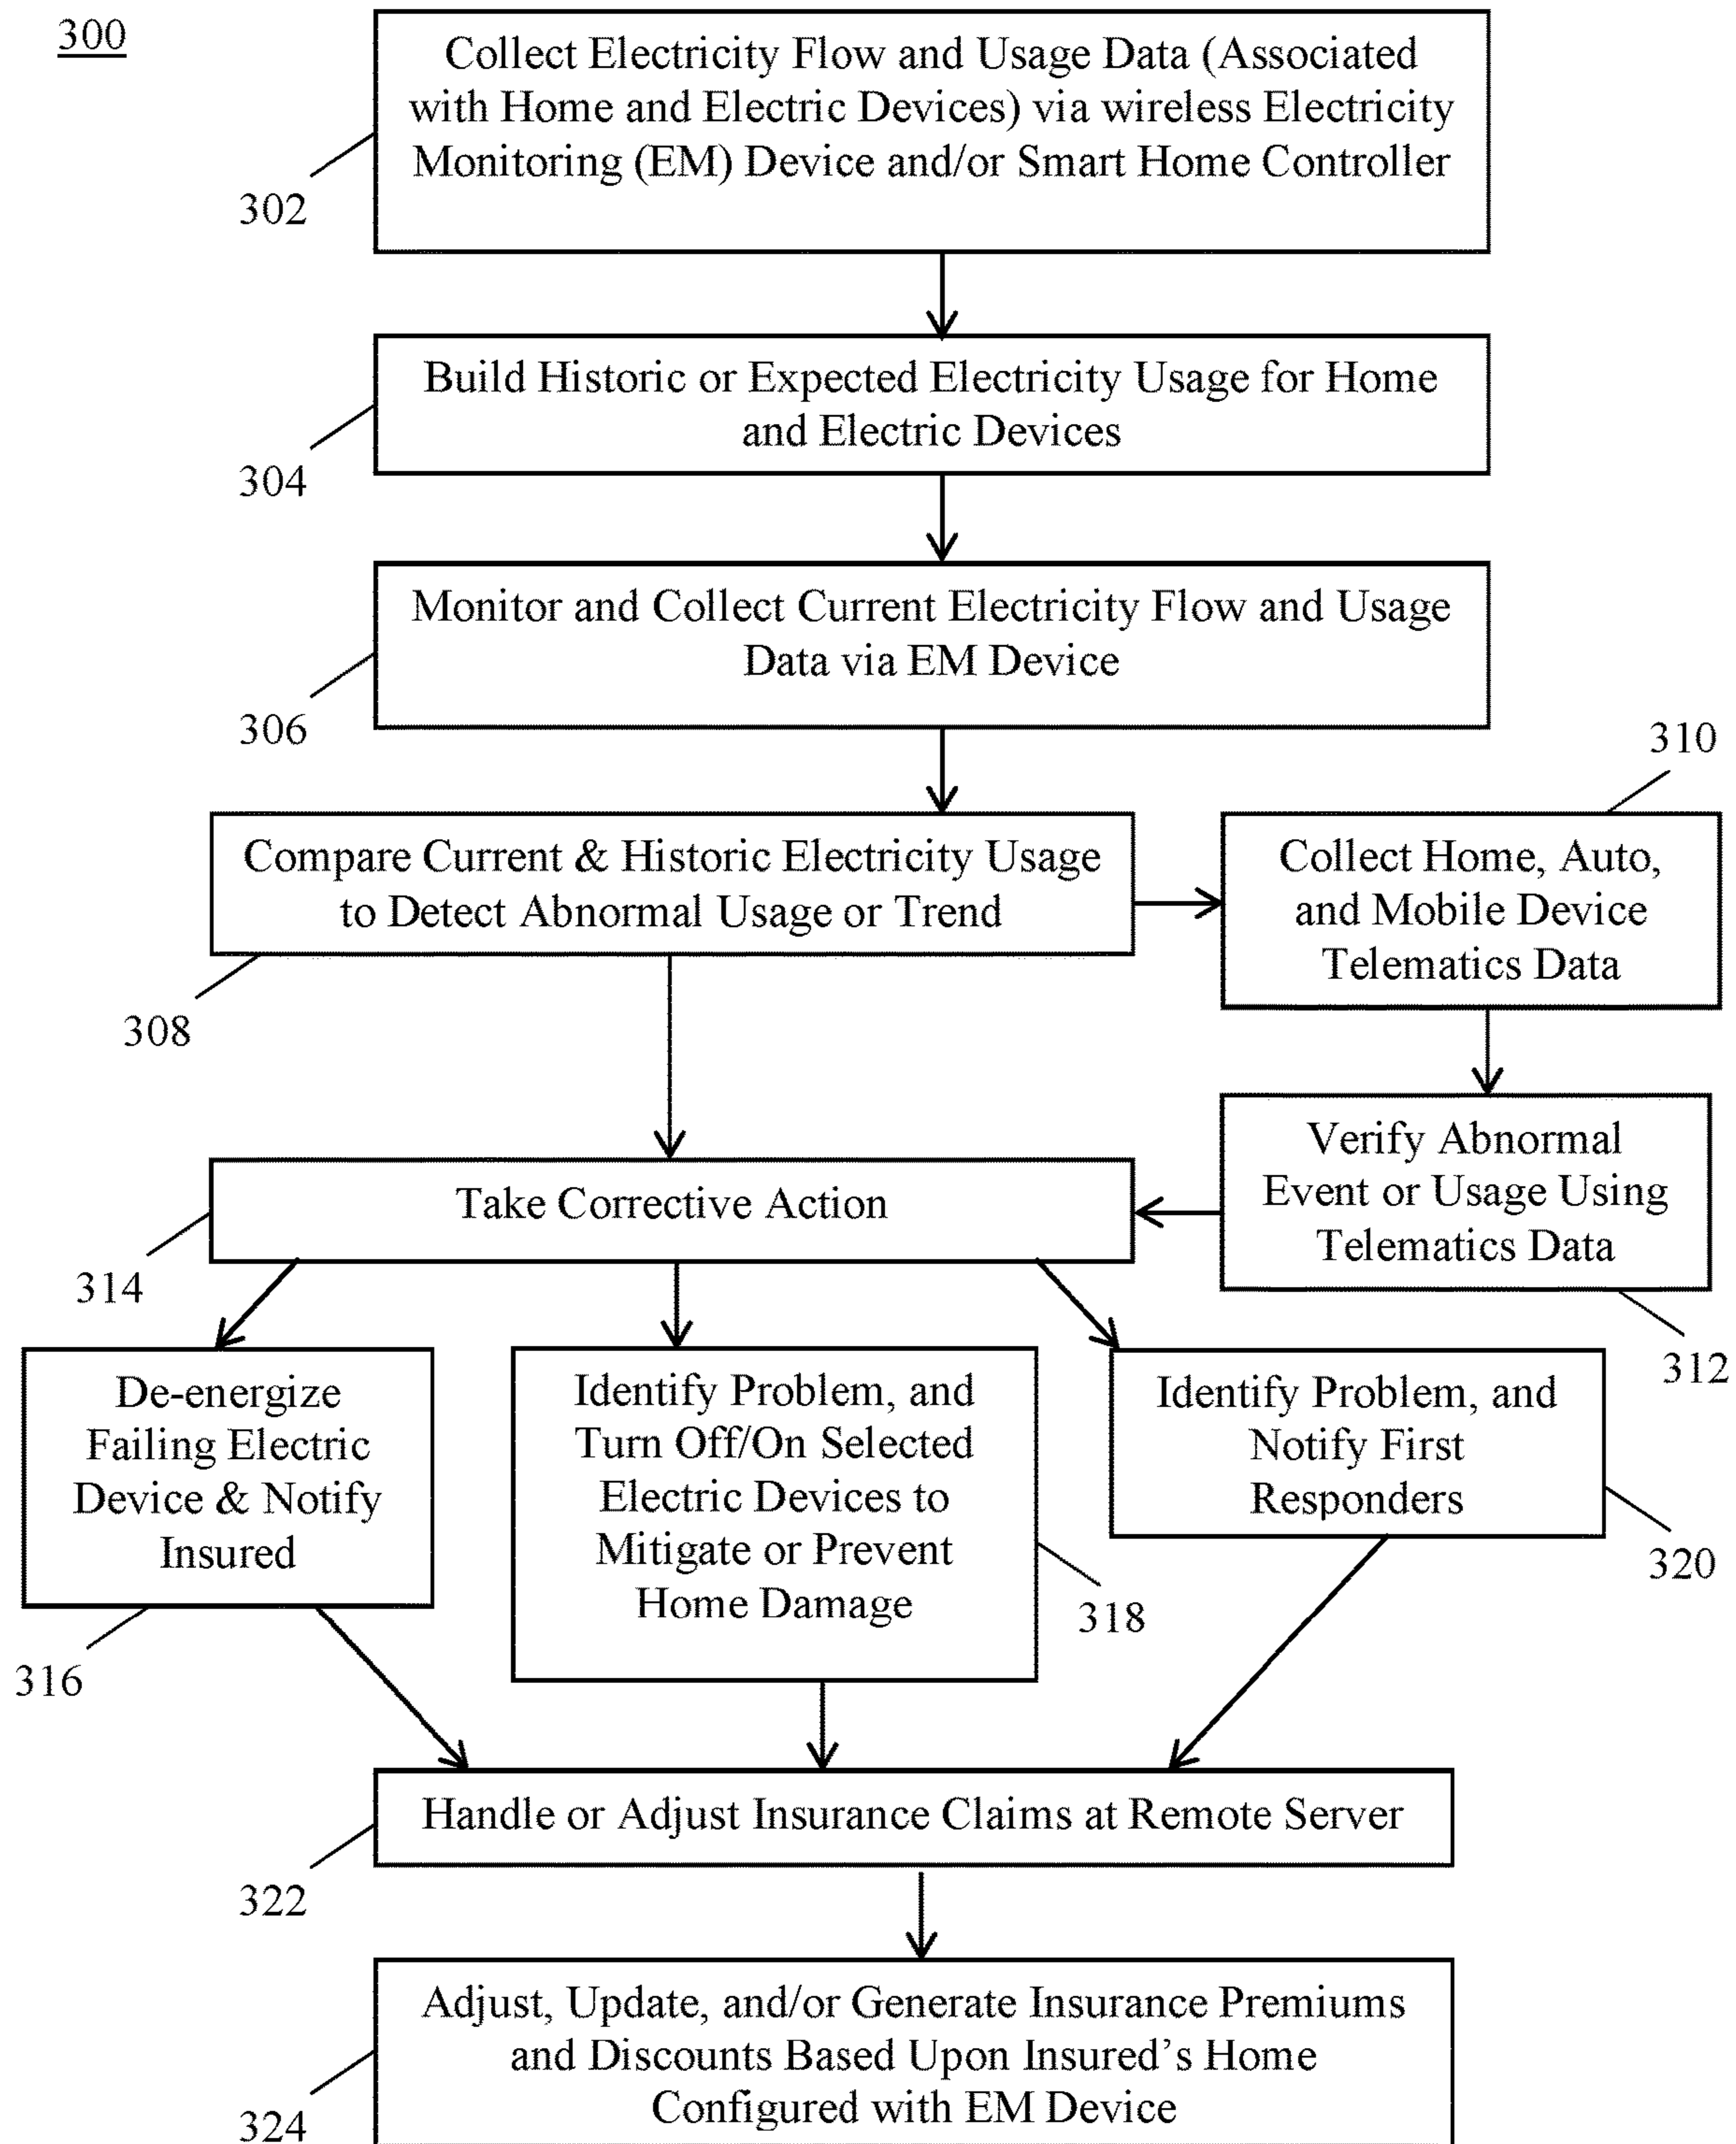 300
Collect Electricity Flow and Usage Data (Associated
with Home and Electric Devices) via wireless Electricity
Monitoring (EM) Device and/or Smart Home Controller
302
Build Historic or Expected Electricity Usage for Home
and Electric Devices
304
Monitor and Collect Current Electricity Flow and Usage
Data via EM Device
306
310
Compare Current & Historic Electricity Usage
to Detect Abnormal Usage or Trend
308
Collect Home, Auto,
and Mobile Device
Telematics Data
Verify Abnormal
Event or Usage Using
Telematics Data
312
Take Corrective Action
314
De-energize
Failing Electric
Device & Notify
Insured
316
Identify Problem, and
Turn Off/On Selected
Electric Devices to
Mitigate or Prevent
Home Damage
318
Identify Problem, and
Notify First
Responders
320
Handle or Adjust Insurance Claims at Remote Server
322
Adjust, Update, and/or Generate Insurance Premiums
and Discounts Based Upon Insured’s Home
Configured with EM Device
324